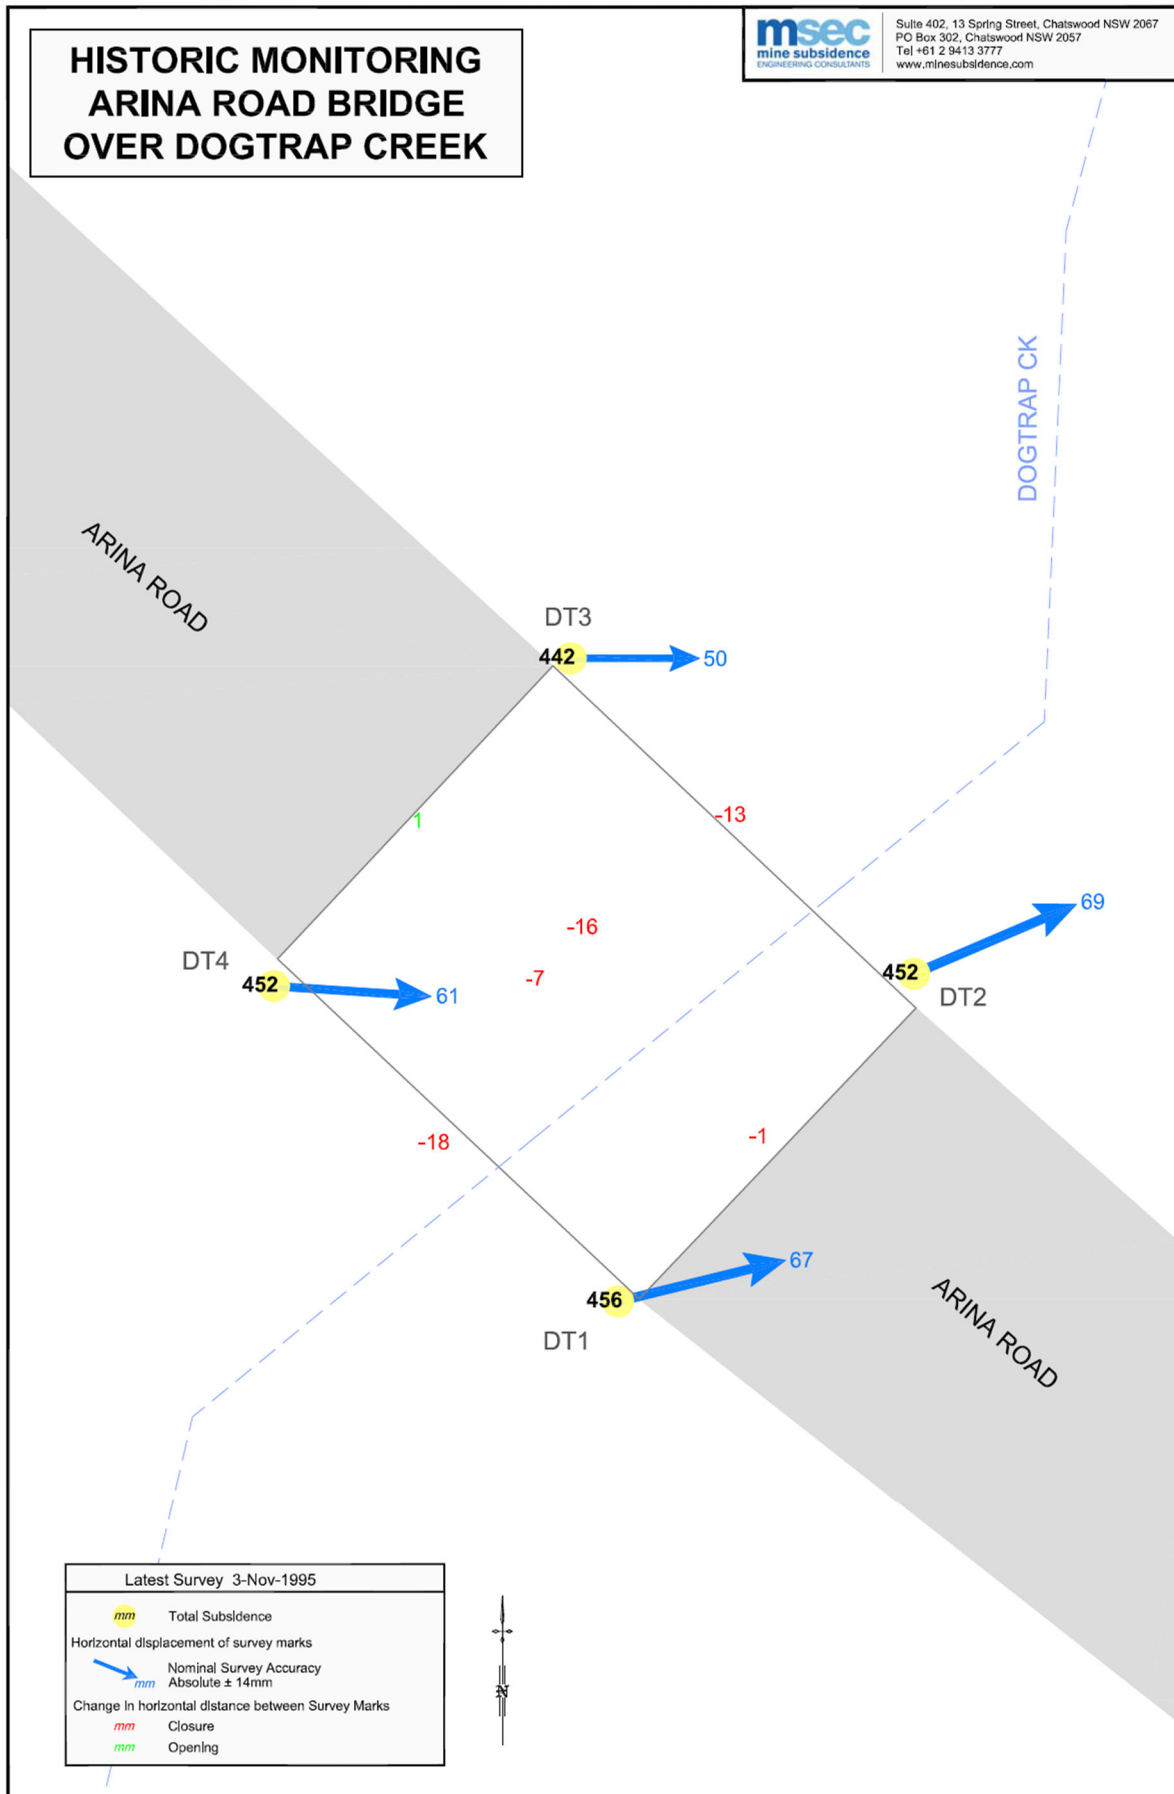 HISTORIC MONITORING
ARINA ROAD BRIDGE
OVER DOGTRAP CREEK
msec
mine subsidence
ENGINEERING CONSULTANTS
Suite 402, 13 Spring Street, Chatswood NSW 2067
PO Box 302, Chatswood NSW 2057
Tel +61 2 9413 3777
www.minesubsidence.com
DOGTRAP CK
ARINA ROAD
DT3
442
50
1
-13
-16
69
DT4
452
-7
61
452
DT2
-18
-1
67
456
DT1
ARINA ROAD
Latest Survey 3-Nov-1995
mm Total Subsidence
Horizontal displacement of survey marks
Nominal Survey Accuracy
mm Absolute ± 14mm
Change in horizontal distance between Survey Marks
mm Closure
mm Opening
N